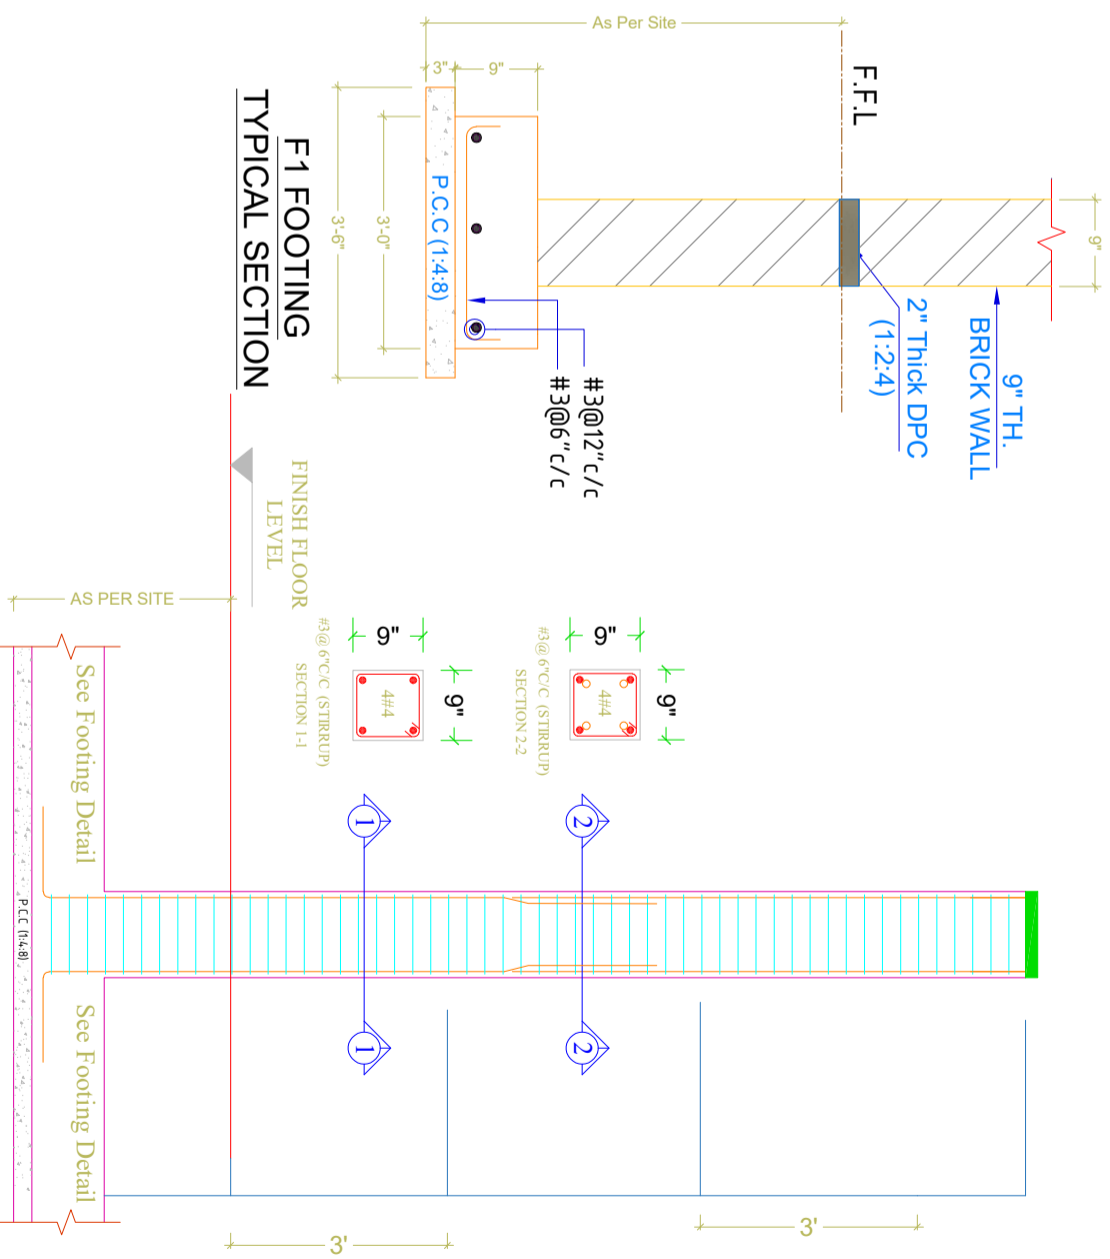 As Per Site
F.F.L
3"
9"
9"
9" TH.
BRICK WALL
2" Thick DPC
(1:2:4)
P.C.C (1:4:8)
3'-0"
3'-6"
#3@12"c/c
#3@6"c/c
F1 FOOTING
TYPICAL SECTION
FINISH FLOOR
LEVEL
AS PER SITE
9"
9"
4#4
#3@ 6"C/C (STIRRUP)
SECTION 2-2
9"
9"
4#4
#3@ 6"C/C (STIRRUP)
SECTION 1-1
2
2
1
1
See Footing Detail
See Footing Detail
P.C.C (1:4:8)
3'
3'